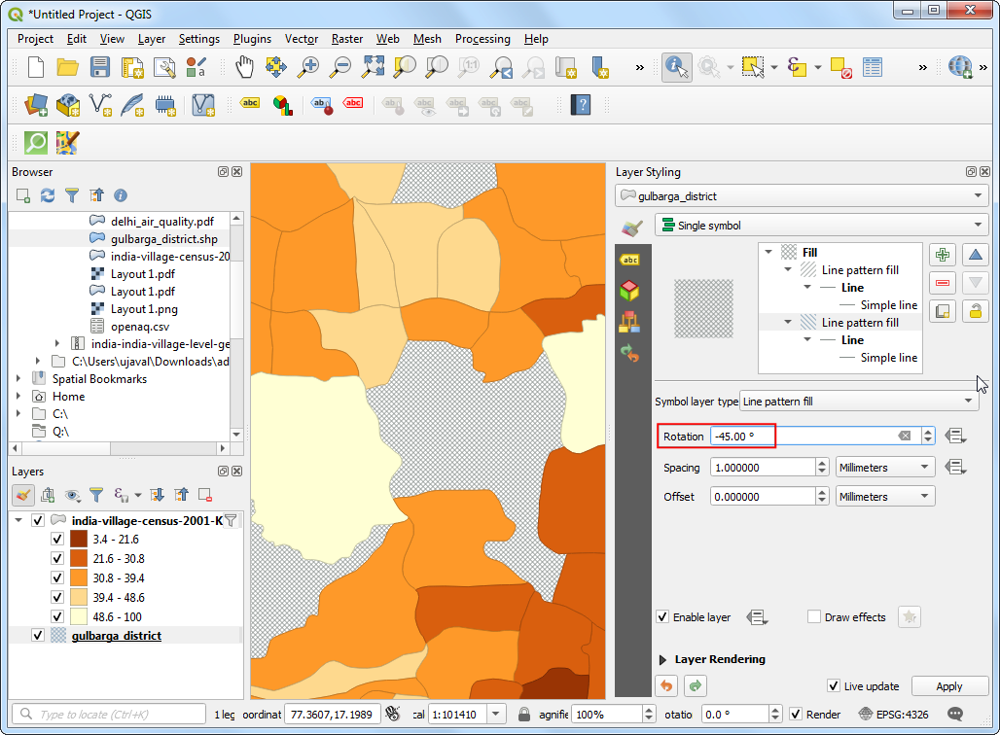 *Untitled Project - QGIS
Project Edit View Layer Settings Plugins Vector Raster Web Mesh Processing Help
Browser
delhi_air_quality.pdf
gulbarga_district.shp
india-village-census-20
Layout 1.pdf
Layout 1.pdf
Layout 1.png
openaq.csv
india-india-village-level-ge
C:\Users\ujaval\Downloads\ad
Spatial Bookmarks
Home
C:\
Q:\
Layers
india-village-census-2001-K
3.4 - 21.6
21.6 - 30.8
30.8 - 39.4
39.4 - 48.6
48.6 - 100
gulbarga_district
Layer Styling
gulbarga_district
Single symbol
Fill
Line pattern fill
Line
Simple line
Line pattern fill
Line
Simple line
Symbol layer type Line pattern fill
Rotation -45.00 °
Spacing 1.000000 Millimeters
Offset 0.000000 Millimeters
Enable layer Draw effects
Layer Rendering
Live update Apply
Type to locate (Ctrl+K) 1 leg oordinat 77.3607,17.1989 cal 1:101410 agnifie 100% otatio 0.0 ° Render EPSG:4326